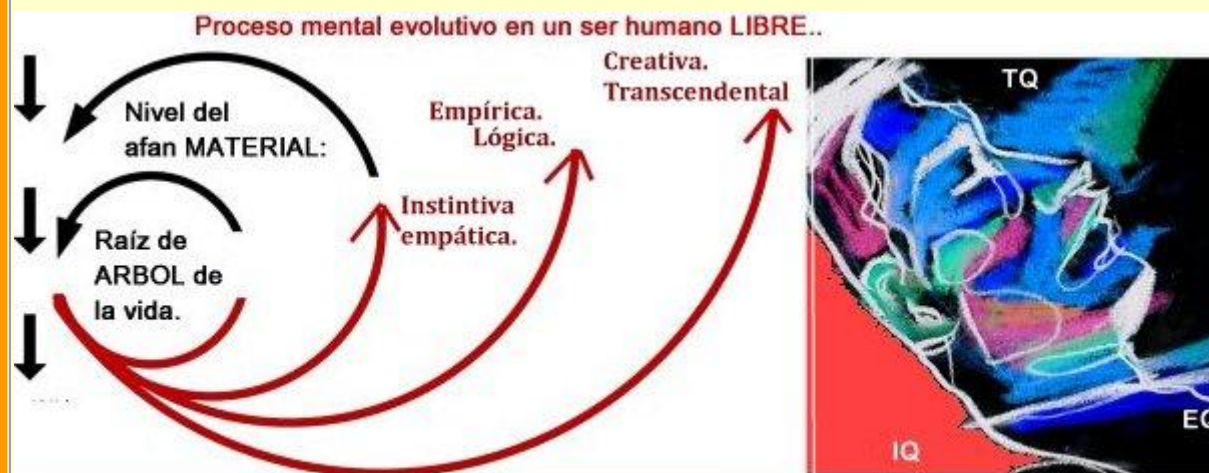 Proceso mental evolutivo en un ser humano LIBRE..
Creativa.
Transcendental
Empírica.
Lógica.
Nivel del
afan MATERIAL:
Instintiva
empática.
Raíz de
ARBOL de
la vida.
TQ
EQ
IQ